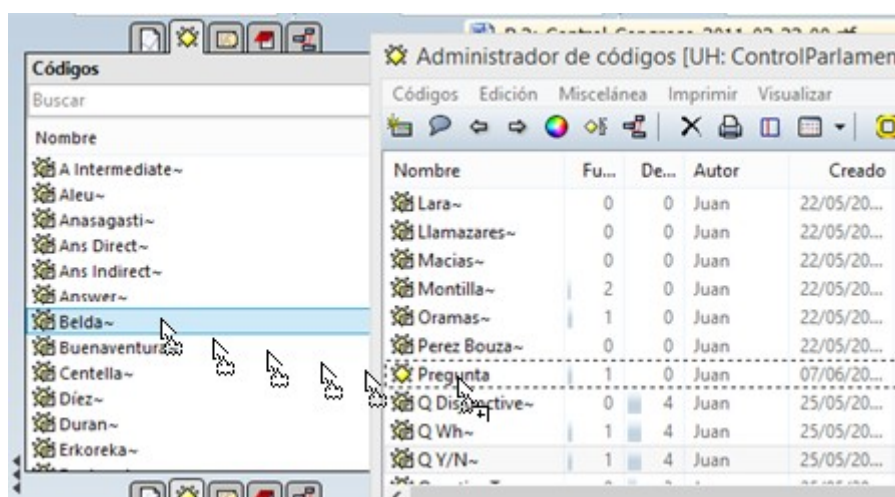 Códigos
Buscar
Nombre
A Intermediate~
Aleu~
Anasagasti~
Ans Direct~
Ans Indirect~
Answer~
Belda~
Buenaventura
Centella~
Díez~
Duran~
Erkoreka~
Administrador de códigos [UH: ControlParlamen
Códigos Edición Miscelánea Imprimir Visualizar
Nombre Fu... De... Autor Creado
Lara~ 0 0 Juan 22/05/20...
Llamazares~ 0 0 Juan 22/05/20...
Macias~ 0 0 Juan 22/05/20...
Montilla~ 2 0 Juan 22/05/20...
Oramas~ 1 0 Juan 22/05/20...
Perez Bouza~ 0 0 Juan 22/05/20...
Pregunta 1 0 Juan 07/06/20...
Q Disjunctive~ 0 4 Juan 25/05/20...
Q Wh~ 1 4 Juan 25/05/20...
Q Y/N~ 1 4 Juan 25/05/20...